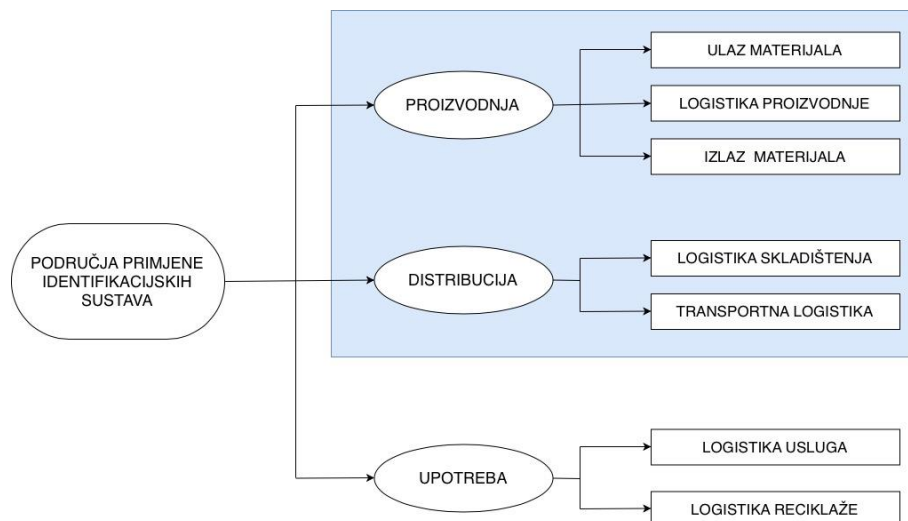 PODRUČJA PRIMJENE
IDENTIFIKACIJSKIH
SUSTAVA
PROIZVODNJA
ULAZ MATERIJALA
LOGISTIKA PROIZVODNJE
IZLAZ MATERIJALA
DISTRIBUCIJA
LOGISTIKA SKLADIŠTENJA
TRANSPORTNA LOGISTIKA
UPOTREBA
LOGISTIKA USLUGA
LOGISTIKA RECIKLAŽE